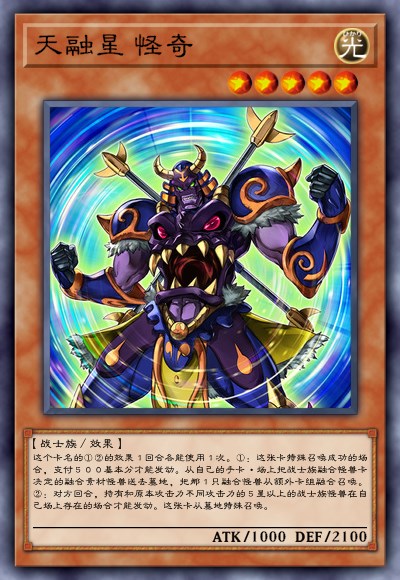 天融星 怪奇
光
ひかり
【战士族／效果】
这个卡名的①②的效果1回合各能使用1次。①：这张卡特殊召唤成功的场
合，支付500基本分才能发动。从自己的手卡・场上把战士族融合怪兽卡
决定的融合素材怪兽送去墓地，把那1只融合怪兽从额外卡组融合召唤。
②：对方回合，持有和原本攻击力不同攻击力的5星以上的战士族怪兽在自
己场上存在的场合才能发动。这张卡从墓地特殊召唤。
ATK/1000 DEF/2100